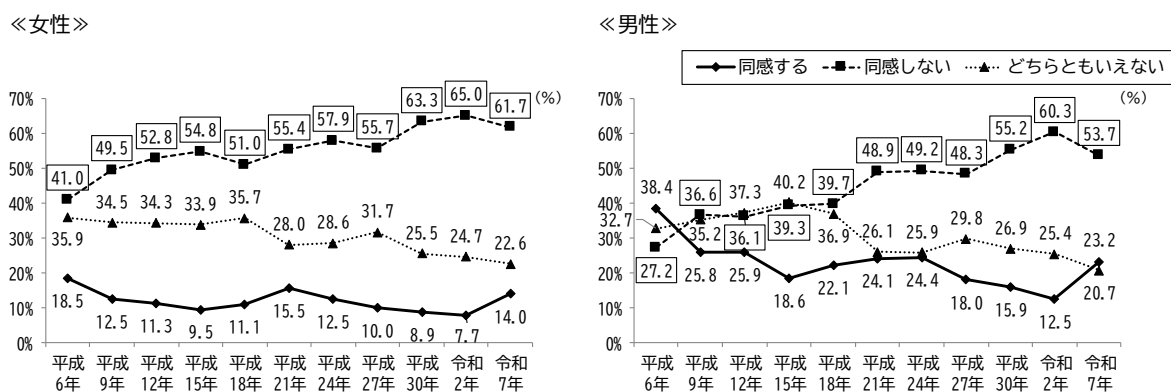 ≪女性≫
≪男性≫
同感する 同感しない どちらともいえない
(%)
70%
60%
50%
40%
30%
20%
10%
0%
41.0 49.5 52.8 54.8 51.0 55.4 57.9 55.7 63.3 65.0 61.7
35.9 34.5 34.3 33.9 35.7 28.0 28.6 31.7 25.5 24.7 22.6
18.5 12.5 11.3 9.5 11.1 15.5 12.5 10.0 8.9 7.7 14.0
平成 平成 平成 平成 平成 平成 平成 平成 平成 令和 令和
6年 9年 12年 15年 18年 21年 24年 27年 30年 2年 7年
(%)
70%
60%
50%
40%
30%
20%
10%
0%
27.2 36.6 36.1 39.3 39.7 48.9 49.2 48.3 55.2 60.3 53.7
32.7 35.2 37.3 40.2 36.9 26.1 25.9 29.8 26.9 25.4 20.7
38.4 25.8 25.9 18.6 22.1 24.1 24.4 18.0 15.9 12.5 23.2
平成 平成 平成 平成 平成 平成 平成 平成 平成 令和 令和
6年 9年 12年 15年 18年 21年 24年 27年 30年 2年 7年